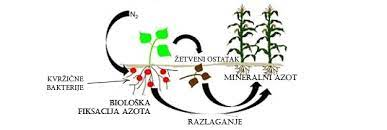 N₂
ŽETVENI OSTATAK
KVRŽIČNE
BAKTERIJE
MINERALNI AZOT
BIOLOŠKA
FIKSACIJA AZOTA
RAZLAGANJE